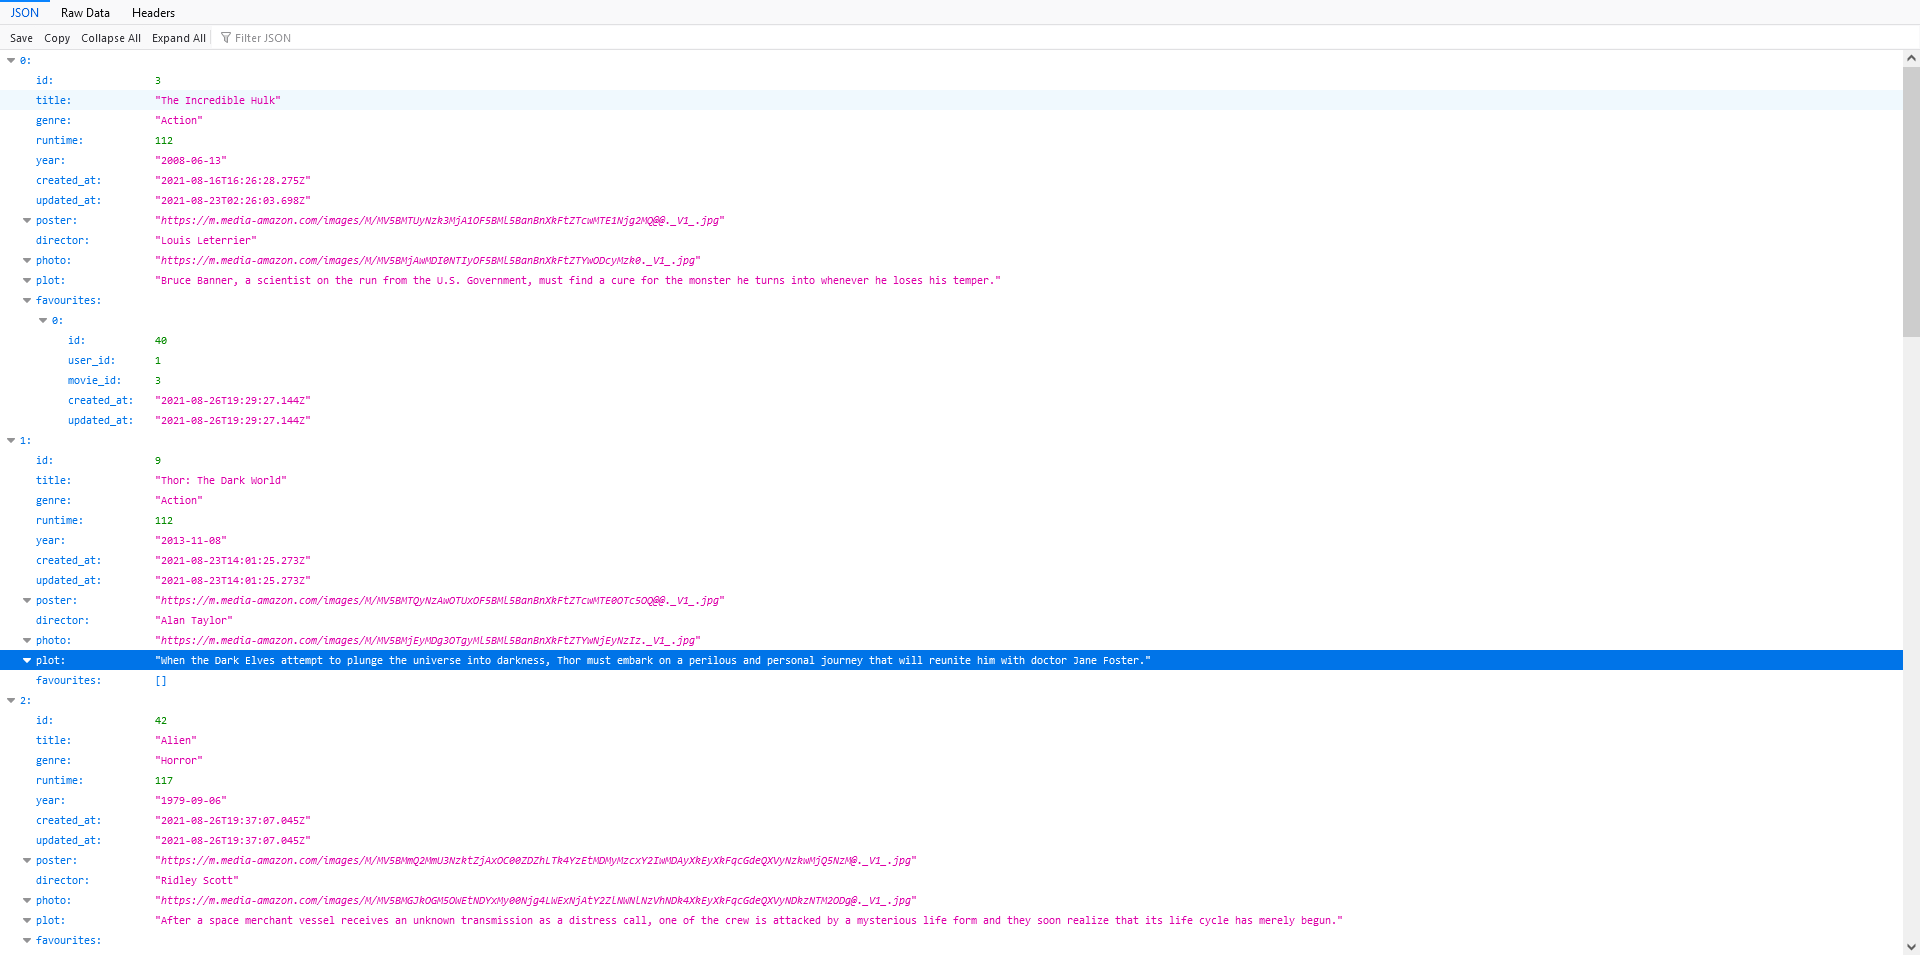 JSON Raw Data Headers
Save Copy Collapse All Expand All Filter JSON
0:
id: 3
title: "The Incredible Hulk"
genre: "Action"
runtime: 112
year: "2008-06-13"
created_at: "2021-08-16T16:26:28.275Z"
updated_at: "2021-08-23T02:26:03.698Z"
poster: "https://m.media-amazon.com/images/M/MV5BMTUyNzk3MjA1OF5BMl5BanBnXkFtZTcwMTE1Njg2MQ@@._V1_.jpg"
director: "Louis Leterrier"
photo: "https://m.media-amazon.com/images/M/MV5BMjAwMDI0NTIyOF5BMl5BanBnXkFtZTYwODcyMzk0._V1_.jpg"
plot: "Bruce Banner, a scientist on the run from the U.S. Government, must find a cure for the monster he turns into whenever he loses his temper."
favourites:
0:
id: 40
user_id: 1
movie_id: 3
created_at: "2021-08-26T19:29:27.144Z"
updated_at: "2021-08-26T19:29:27.144Z"
1:
id: 9
title: "Thor: The Dark World"
genre: "Action"
runtime: 112
year: "2013-11-08"
created_at: "2021-08-23T14:01:25.273Z"
updated_at: "2021-08-23T14:01:25.273Z"
poster: "https://m.media-amazon.com/images/M/MV5BMTQyNzAwOTUxOF5BMl5BanBnXkFtZTcwMTE0OTc5OQ@@._V1_.jpg"
director: "Alan Taylor"
photo: "https://m.media-amazon.com/images/M/MV5BMjEyMDg3OTgyMl5BMl5BanBnXkFtZTYwNjEyNzIz._V1_.jpg"
plot: "When the Dark Elves attempt to plunge the universe into darkness, Thor must embark on a perilous and personal journey that will reunite him with doctor Jane Foster."
favourites: []
2:
id: 42
title: "Alien"
genre: "Horror"
runtime: 117
year: "1979-09-06"
created_at: "2021-08-26T19:37:07.045Z"
updated_at: "2021-08-26T19:37:07.045Z"
poster: "https://m.media-amazon.com/images/M/MV5BMmQ2MmU3NzktZjAxOC00ZDZhLTk4YzEtMDMyMzcxY2IwMDAyXkEyXkFqcGdeQXVyNzkwMjQ5NzM@._V1_.jpg"
director: "Ridley Scott"
photo: "https://m.media-amazon.com/images/M/MV5BMGJkOGM5OWEtNDYxMy00Njg4LWExNjAtY2ZlNWNlNzVhNDk4XkEyXkFqcGdeQXVyNDkzNTM2ODg@._V1_.jpg"
plot: "After a space merchant vessel receives an unknown transmission as a distress call, one of the crew is attacked by a mysterious life form and they soon realize that its life cycle has merely begun."
favourites: